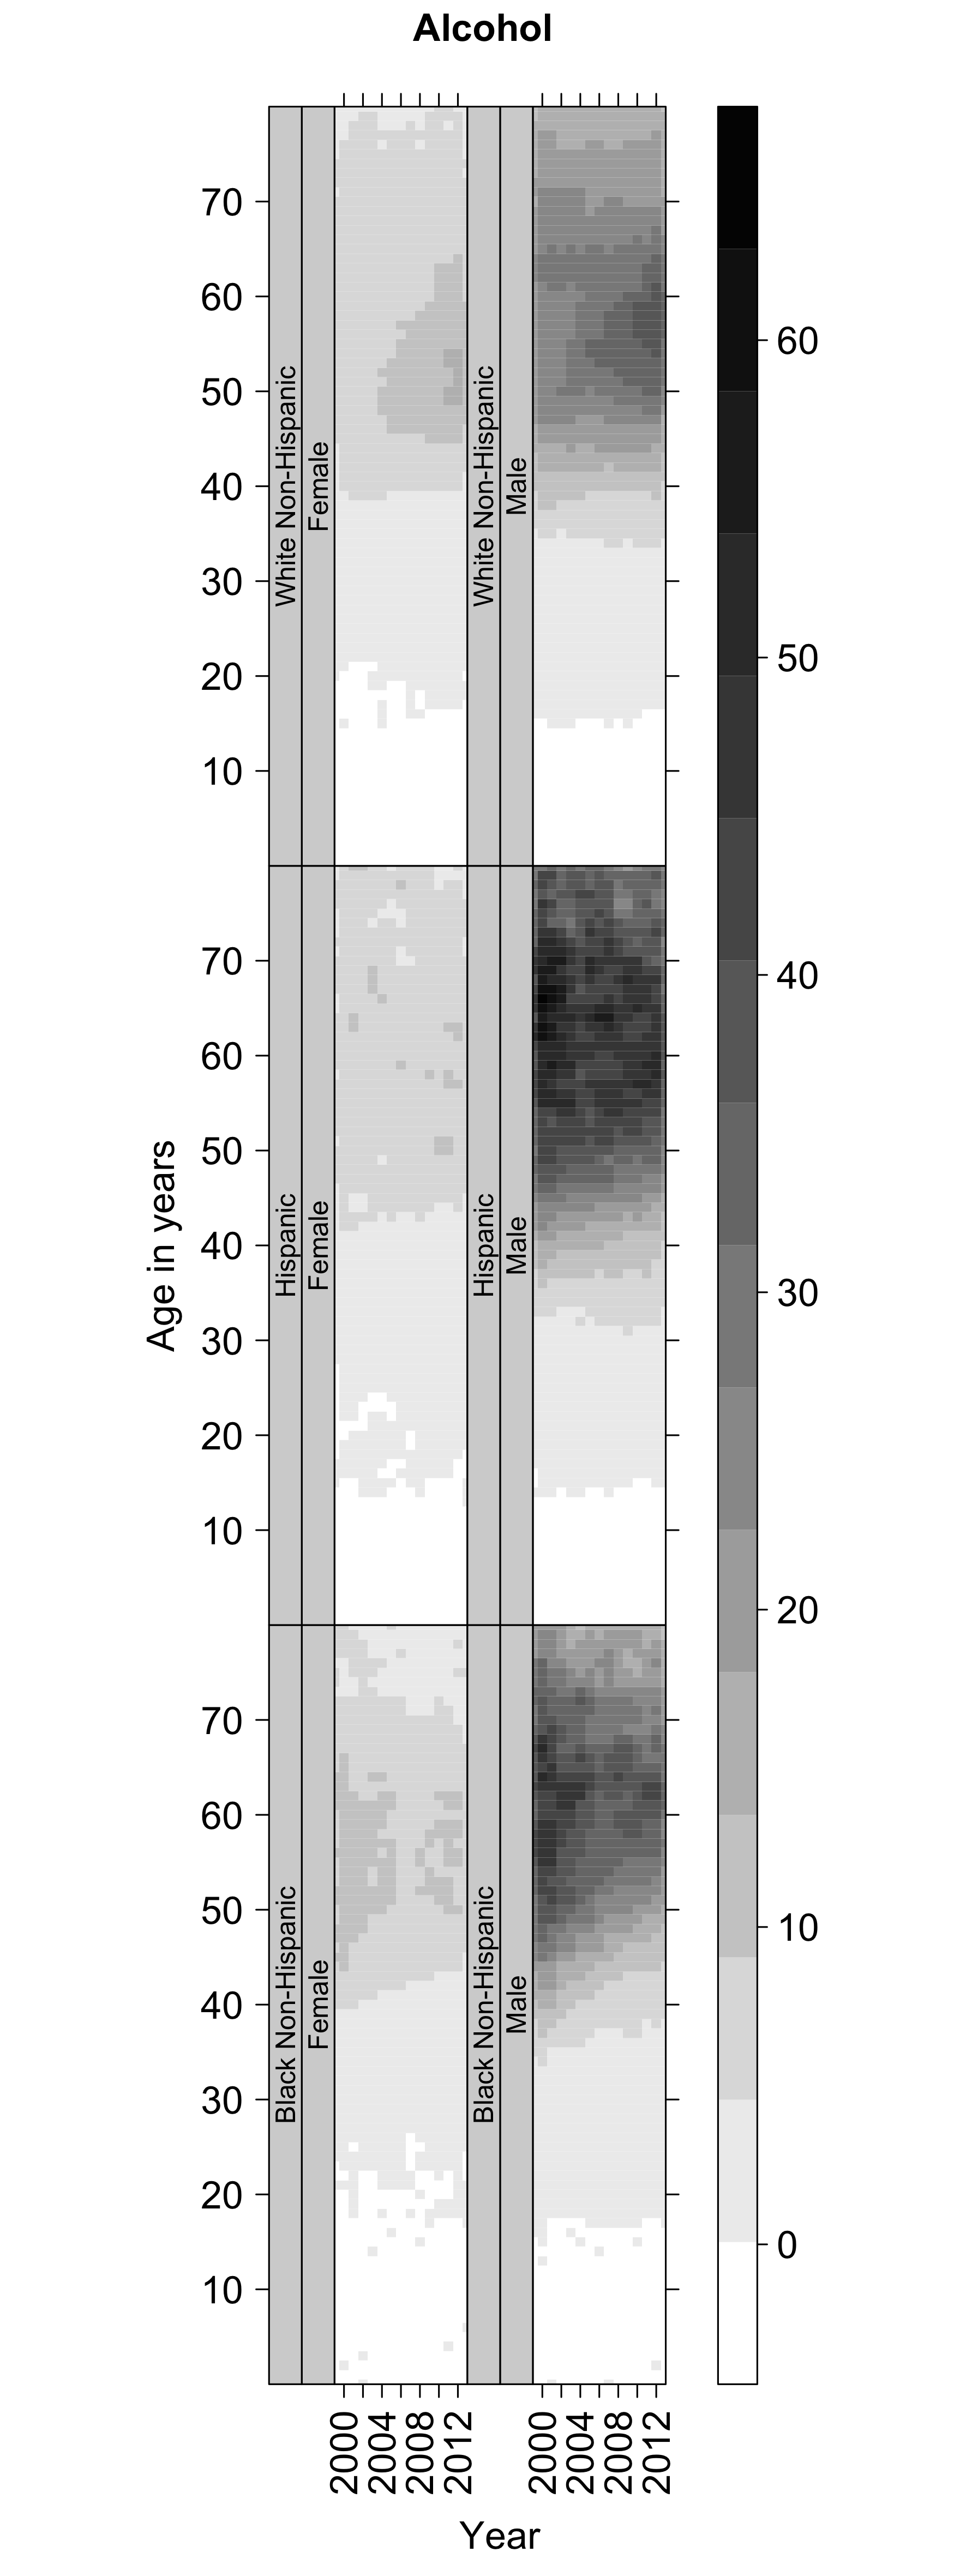 Alcohol
70
60
50
40
30
20
10
White Non-Hispanic
Female
White Non-Hispanic
Male
70
60
50
40
30
20
10
Hispanic
Female
Hispanic
Male
70
60
50
40
30
20
10
Black Non-Hispanic
Female
Black Non-Hispanic
Male
Age in years
2000 2004 2008 2012 2000 2004 2008 2012
Year
60
50
40
30
20
10
0